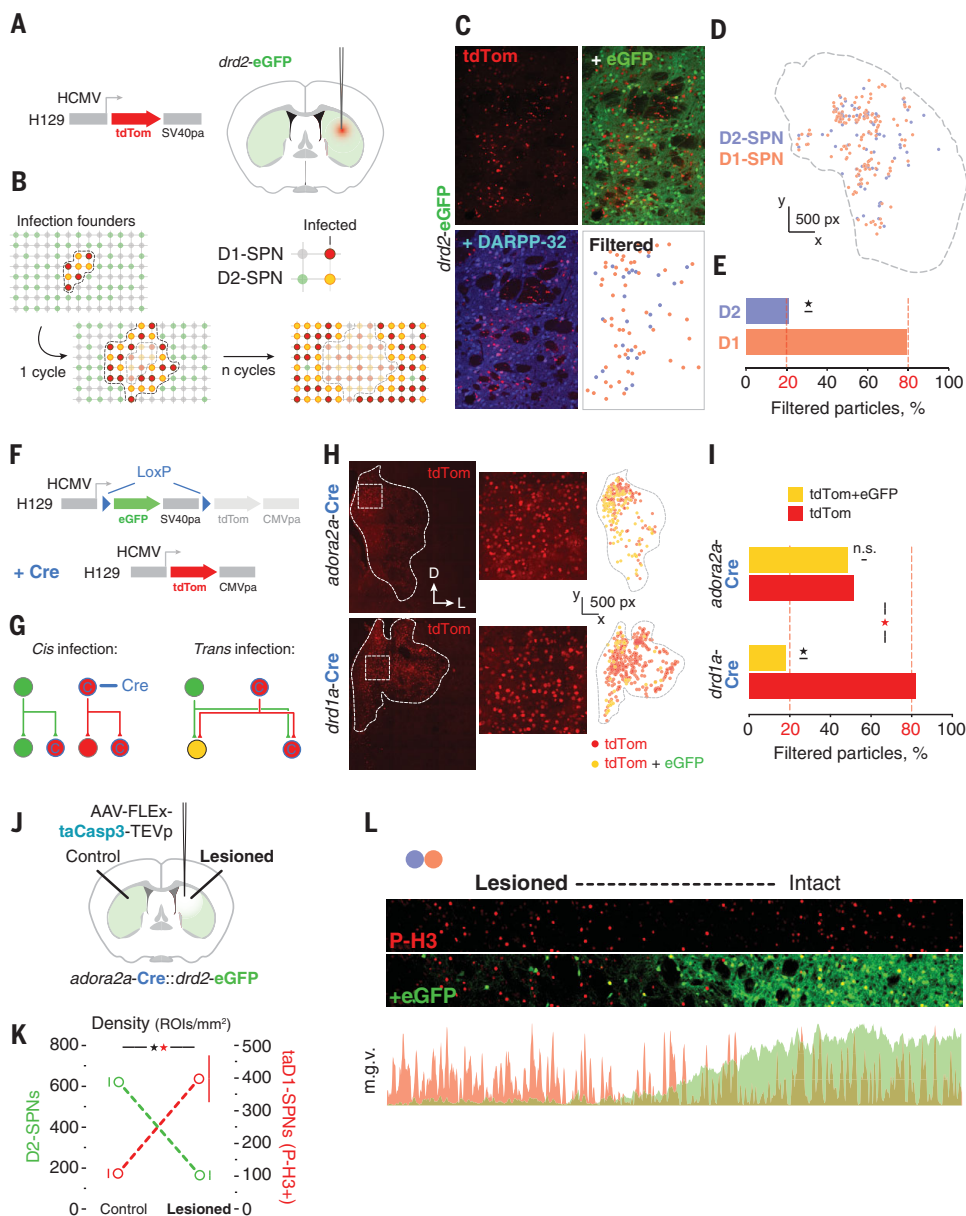 A
drd2-eGFP
HCMV
H129
tdTom
SV40pa
B
Infection founders
Infected
D1-SPN
D2-SPN
1 cycle
n cycles
C
drd2-eGFP
tdTom
+ eGFP
+ DARPP-32
Filtered
D
D2-SPN
D1-SPN
y
500 px
x
E
D2
D1
0
20
40
60
80
100
Filtered particles, %
F
LoxP
HCMV
H129
eGFP
SV40pa
tdTom
CMVpa
+ Cre
HCMV
H129
tdTom
CMVpa
G
Cis infection:
Trans infection:
Cre
C
C
C
C
C
H
adora2a-Cre
tdTom
D
L
y
500 px
x
drd1a-Cre
tdTom
tdTom
tdTom + eGFP
I
tdTom+eGFP
tdTom
adora2a-
Cre
n.s.
drd1a-
Cre
0
20
40
60
80
100
Filtered particles, %
J
AAV-FLEx-
taCasp3-TEVp
Control
Lesioned
adora2a-Cre::drd2-eGFP
K
Density (ROIs/mm²)
D2-SPNs
800
600
400
200
0
500
400
300
200
100
0
taD1-SPNs (P-H3+)
Control
Lesioned
L
Lesioned
Intact
P-H3
+eGFP
m.g.v.